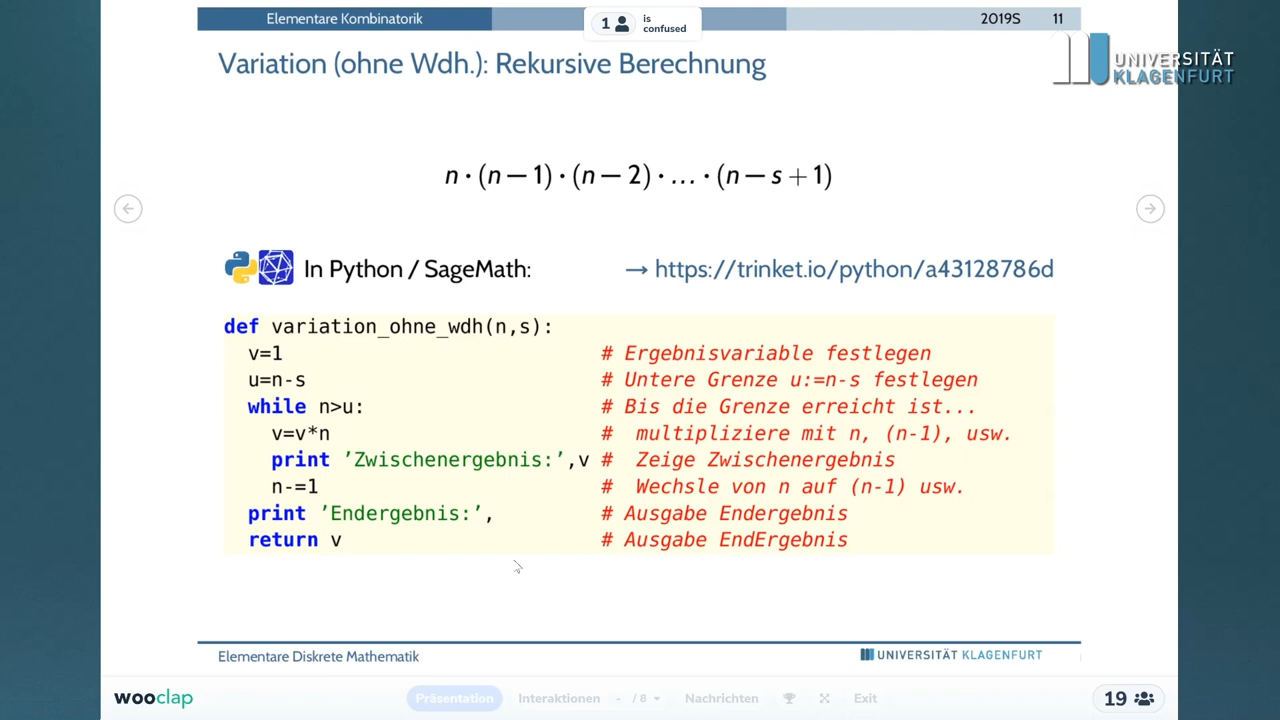 Elementare Kombinatorik 2019S 11
1 is confused
Variation (ohne Wdh.): Rekursive Berechnung
UNIVERSITÄT
KLAGENFURT
n · (n − 1) · (n − 2) · … · (n − s + 1)
In Python / SageMath: → https://trinket.io/python/a43128786d
def variation_ohne_wdh(n,s):
v=1 # Ergebnisvariable festlegen
u=n-s # Untere Grenze u:=n-s festlegen
while n>u: # Bis die Grenze erreicht ist...
v=v*n # multipliziere mit n, (n-1), usw.
print ’Zwischenergebnis:’,v # Zeige Zwischenergebnis
n-=1 # Wechsle von n auf (n-1) usw.
print ’Endergebnis:’, # Ausgabe Endergebnis
return v # Ausgabe EndErgebnis
Elementare Diskrete Mathematik UNIVERSITÄT KLAGENFURT
wooclap Präsentation Interaktionen - / 8 Nachrichten Exit 19